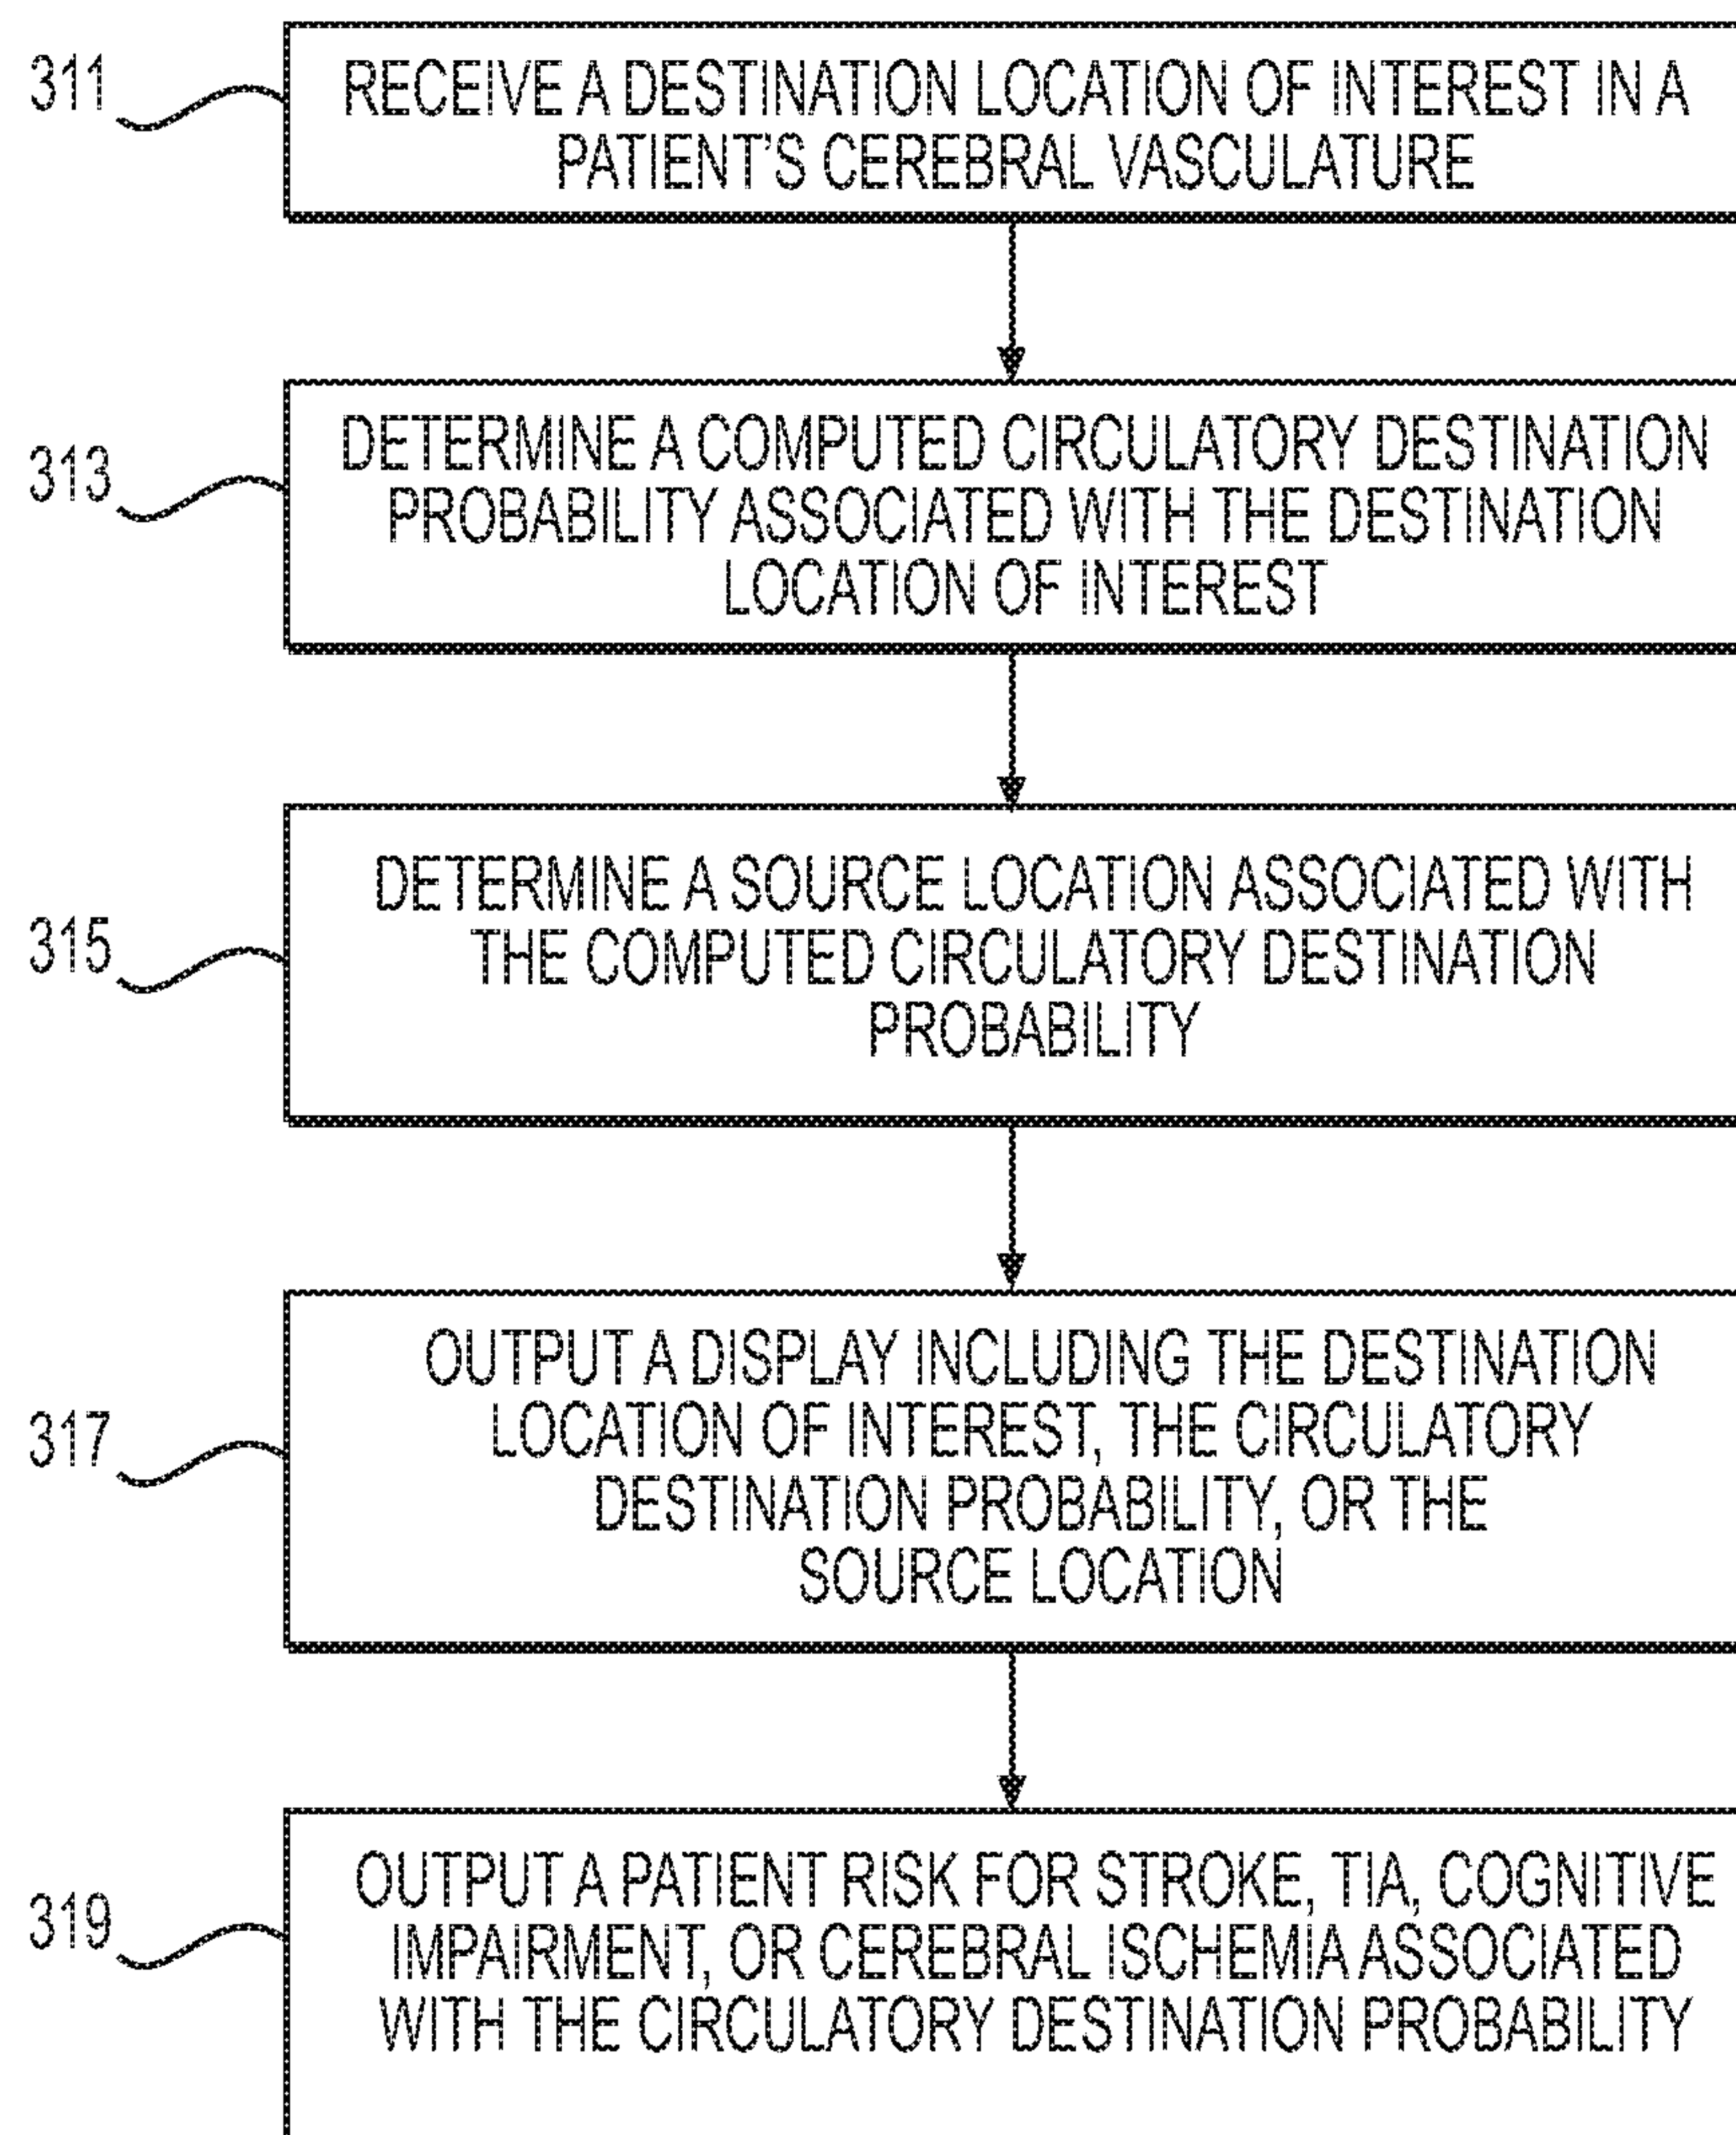 311
RECEIVE A DESTINATION LOCATION OF INTEREST IN A
PATIENT'S CEREBRAL VASCULATURE
313
DETERMINE A COMPUTED CIRCULATORY DESTINATION
PROBABILITY ASSOCIATED WITH THE DESTINATION
LOCATION OF INTEREST
315
DETERMINE A SOURCE LOCATION ASSOCIATED WITH
THE COMPUTED CIRCULATORY DESTINATION
PROBABILITY
317
OUTPUT A DISPLAY INCLUDING THE DESTINATION
LOCATION OF INTEREST, THE CIRCULATORY
DESTINATION PROBABILITY, OR THE
SOURCE LOCATION
319
OUTPUT A PATIENT RISK FOR STROKE, TIA, COGNITIVE
IMPAIRMENT, OR CEREBRAL ISCHEMIA ASSOCIATED
WITH THE CIRCULATORY DESTINATION PROBABILITY